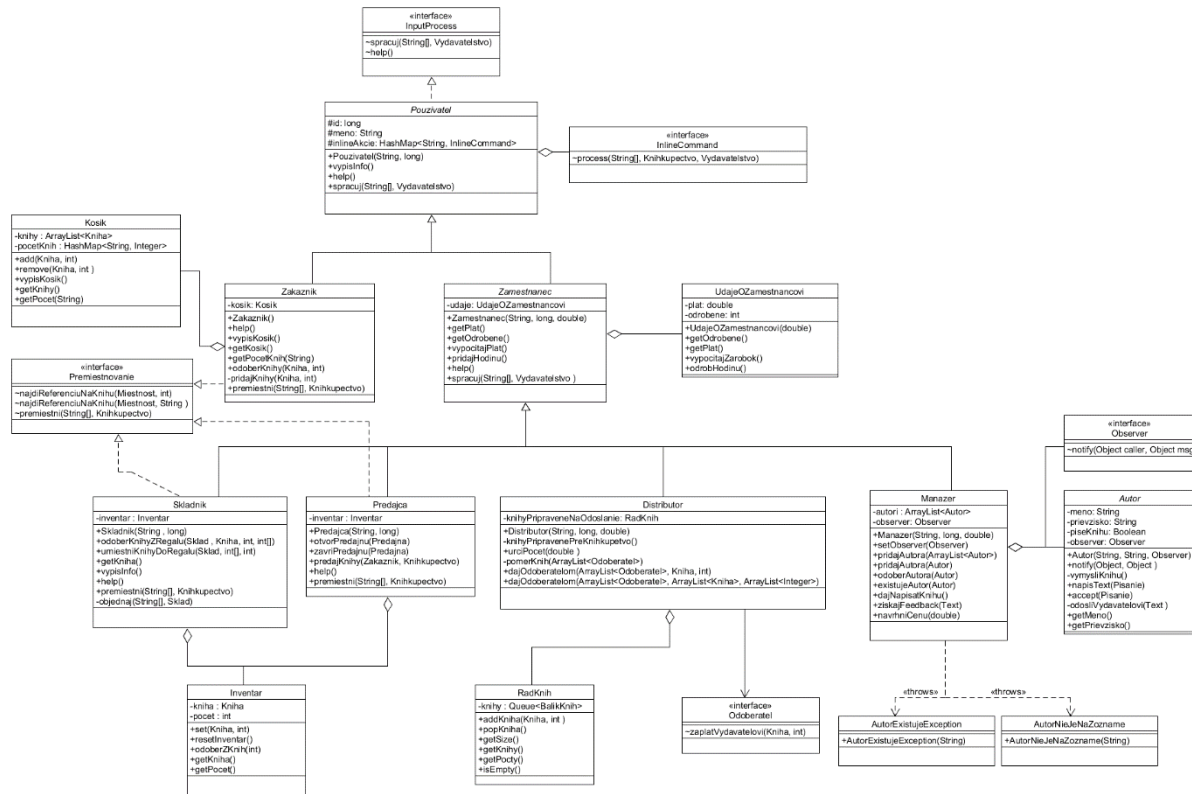 «interface»
InputProcess
~spracuj(String[], Vydavatelstvo)
~help()
Pouzivatel
#id: long
#meno: String
#inlineAkcie: HashMap<String, InlineCommand>
+Pouzivatel(String, long)
+vypisInfo()
+help()
+spracuj(String[], Vydavatelstvo)
«interface»
InlineCommand
~process(String[], Knihkupectvo, Vydavatelstvo)
Kosik
-knihy : ArrayList<Kniha>
-pocetKnih : HashMap<String, Integer>
+add(Kniha, int)
+remove(Kniha, int )
+vypisKosik()
+getKnihy()
+getPocet(String)
Zakaznik
-kosik: Kosik
+Zakaznik()
+help()
+vypisKosik()
+getKosik()
+getPocetKnih(String)
+odoberKnihy(Kniha, int)
-pridajKnihy(Kniha, int)
+premiestni(String[], Knihkupectvo)
Zamestnanec
-udaje: UdajeOZamestnancovi
+Zamestnanec(String, long, double)
+getPlat()
+getOdrobene()
+vypocitajPlat()
+pridajHodinu()
+help()
+spracuj(String[], Vydavatelstvo )
UdajeOZamestnancovi
-plat: double
-odrobene: int
+UdajeOZamestnancovi(double)
+getOdrobene()
+getPlat()
+vypocitajZarobok()
+odrobHodinu()
«interface»
Premiestnovanie
~najdiReferenciuNaKnihu(Miestnost, int)
~najdiReferenciuNaKnihu(Miestnost, String )
~premiestni(String[], Knihkupectvo)
«interface»
Observer
~notify(Object caller, Object msg
Skladnik
-inventar : Inventar
+Skladnik(String , long)
+odoberKnihyZRegalu(Sklad , Kniha, int, int[])
+umiestniKnihyDoRegalu(Sklad, int[], int)
+getKniha()
+vypisInfo()
+help()
+premiestni(String[], Knihkupectvo)
-objednaj(String[], Sklad)
Predajca
-inventar : Inventar
+Predajca(String, long)
+otvorPredajnu(Predajna)
+zavriPredajnu(Predajna)
+predajKnihy(Zakaznik, Knihkupectvo)
+help()
+premiestni(String[], Knihkupectvo)
Distributor
-knihyPripraveneNaOdoslanie: RadKnih
+Distributor(String, long, double)
-knihyPripravenePreKnihkupetvo()
-urciPocet(double )
-pomerKnih(ArrayList<Odoberatel>)
+dajOdoberatelom(ArrayList<Odoberatel>, Kniha, int)
+dajOdoberatelom(ArrayList<Odoberatel>, ArrayList<Kniha>, ArrayList<Integer>)
Manazer
-autori : ArrayList<Autor>
-observer: Observer
+Manazer(String, long, double)
+setObserver(Observer)
+pridajAutora(ArrayList<Autor>)
+pridajAutora(Autor)
+odoberAutora(Autor)
+existujeAutor(Autor)
+dajNapisatKnihu()
+ziskajFeedback(Text)
+navrhniCenu(double)
Autor
-meno: String
-prievzisko: String
-piseKnihu: Boolean
-observer: Observer
+Autor(String, String, Observer)
+notify(Object, Object )
-vymysliKnihu()
+napisText(Pisanie)
+accept(Pisanie)
-odosliVydavatelovi(Text )
+getMeno()
+getPrievzisko()
Inventar
-kniha : Kniha
-pocet : int
+set(Kniha, int)
+resetInventar()
+odoberZKnih(int)
+getKniha()
+getPocet()
RadKnih
-knihy : Queue<BalikKnih>
+addKniha(Kniha, int )
+popKniha()
+getSize()
+getKnihy()
+getPocty()
+isEmpty()
«interface»
Odoberatel
~zaplatVydavatelovi(Kniha, int)
«throws»
«throws»
AutorExistujeException
+AutorExistujeException(String)
AutorNieJeNaZozname
+AutorNieJeNaZozname(String)